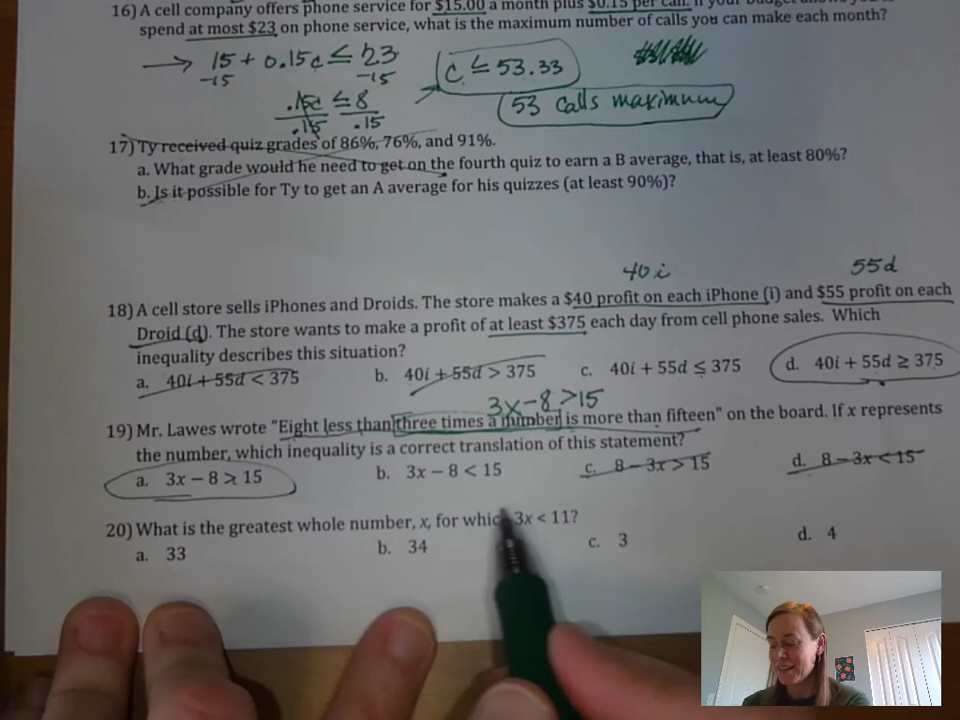 16) A cell company offers phone service for $15.00 a month plus $0.15 per call. If your budget allows you to
spend at most $23 on phone service, what is the maximum number of calls you can make each month?
→ 15 + 0.15c ≤ 23
-15 -15
c ≤ 53.33
.15c ≤ 8
.15 .15
53 calls maximum
17) Ty received quiz grades of 86%, 76%, and 91%.
a. What grade would he need to get on the fourth quiz to earn a B average, that is, at least 80%?
b. Is it possible for Ty to get an A average for his quizzes (at least 90%)?
40i 55d
18) A cell store sells iPhones and Droids. The store makes a $40 profit on each iPhone (i) and $55 profit on each
Droid (d). The store wants to make a profit of at least $375 each day from cell phone sales. Which
inequality describes this situation?
a. 40i + 55d < 375 b. 40i + 55d > 375 c. 40i + 55d ≤ 375 d. 40i + 55d ≥ 375
3x-8>15
19) Mr. Lawes wrote "Eight less than three times a number is more than fifteen" on the board. If x represents
the number, which inequality is a correct translation of this statement?
a. 3x − 8 > 15 b. 3x − 8 < 15 c. 8 − 3x > 15 d. 8 − 3x < 15
20) What is the greatest whole number, x, for which 3x < 11?
a. 33 b. 34 c. 3 d. 4